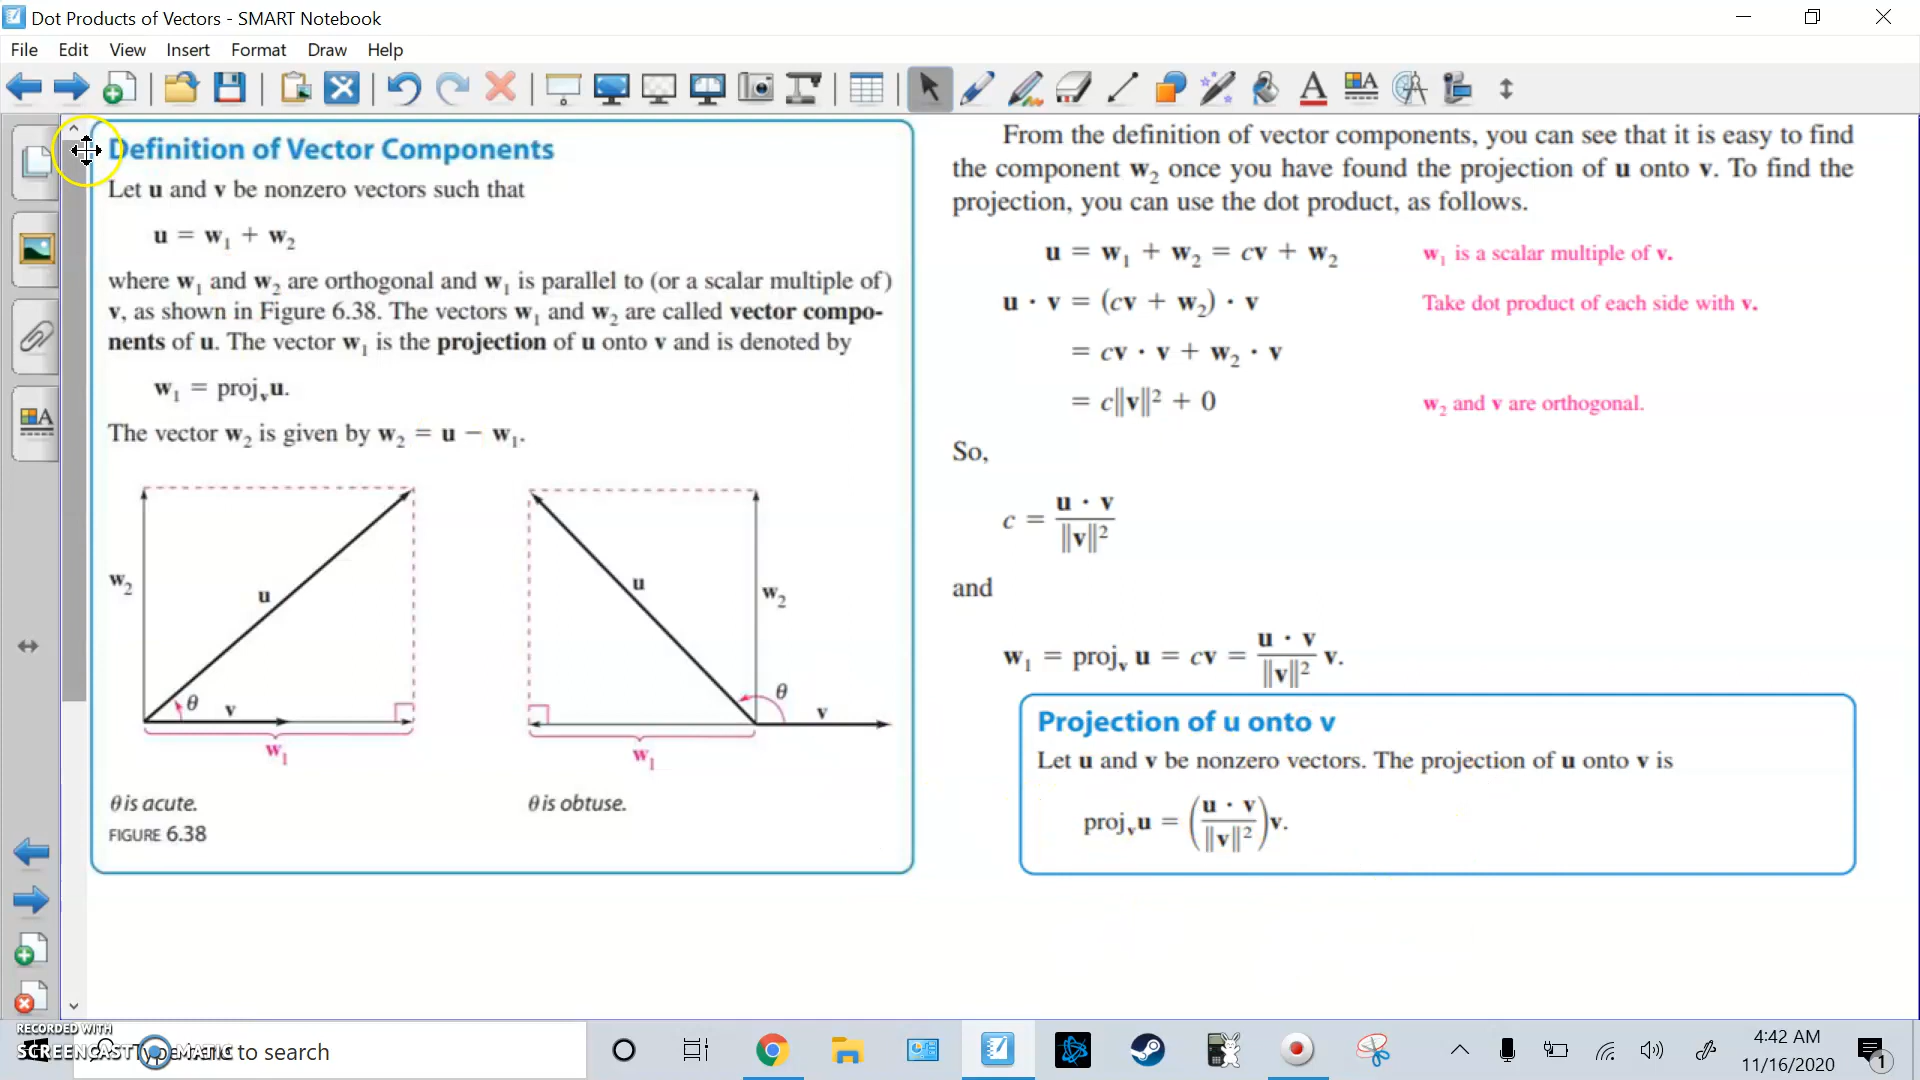 Dot Products of Vectors - SMART Notebook
File Edit View Insert Format Draw Help
Definition of Vector Components
Let u and v be nonzero vectors such that
u = w₁ + w₂
where w₁ and w₂ are orthogonal and w₁ is parallel to (or a scalar multiple of)
v, as shown in Figure 6.38. The vectors w₁ and w₂ are called vector compo-
nents of u. The vector w₁ is the projection of u onto v and is denoted by
w₁ = projᵥu.
The vector w₂ is given by w₂ = u − w₁.
w₂
u
θ
v
w₁
u
w₂
θ
v
w₁
θ is acute.
θ is obtuse.
FIGURE 6.38
From the definition of vector components, you can see that it is easy to find
the component w₂ once you have found the projection of u onto v. To find the
projection, you can use the dot product, as follows.
u = w₁ + w₂ = cv + w₂ w₁ is a scalar multiple of v.
u · v = (cv + w₂) · v Take dot product of each side with v.
= cv · v + w₂ · v
= c‖v‖² + 0 w₂ and v are orthogonal.
So,
c = u · v / ‖v‖²
and
w₁ = projᵥ u = cv = u · v / ‖v‖² v.
Projection of u onto v
Let u and v be nonzero vectors. The projection of u onto v is
projᵥu = (u · v / ‖v‖²)v.
RECORDED WITH
SCREENCAST MATIC
to search
4:42 AM
11/16/2020
1